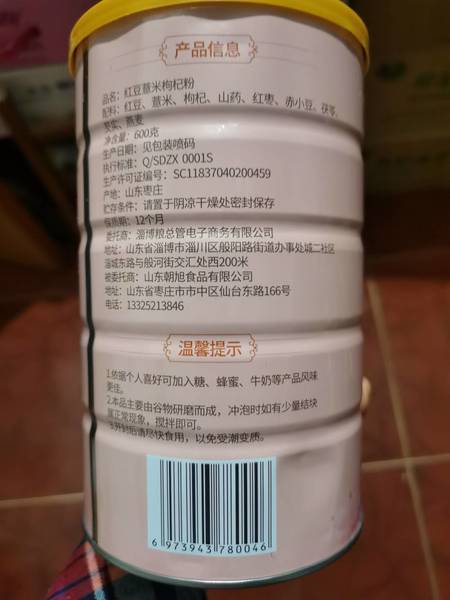 产品信息
品名：红豆薏米枸杞粉
配料：红豆、薏米、枸杞、山药、红枣、赤小豆、茯苓、
芡实、燕麦
净含量：600克
生产日期：见包装喷码
执行标准：Q/SDZX 0001S
生产许可证编号：SC11837040200459
产地：山东枣庄
贮存条件：请置于阴凉干燥处密封保存
保质期：12个月
委托商：淄博粮总管电子商务有限公司
地址：山东省淄博市淄川区般阳路街道办事处城二社区
淄城东路与般河街交汇处西200米
被委托商：山东朝旭食品有限公司
地址：山东省枣庄市市中区仙台东路166号
电话：13325213846
温馨提示
1.依据个人喜好可加入糖、蜂蜜、牛奶等产品风味
更佳。
2.本品主要由谷物研磨而成，冲泡时如有少量结块
属正常现象，搅拌即可。
3.开封后请尽快食用，以免受潮变质。
6 973943 780046